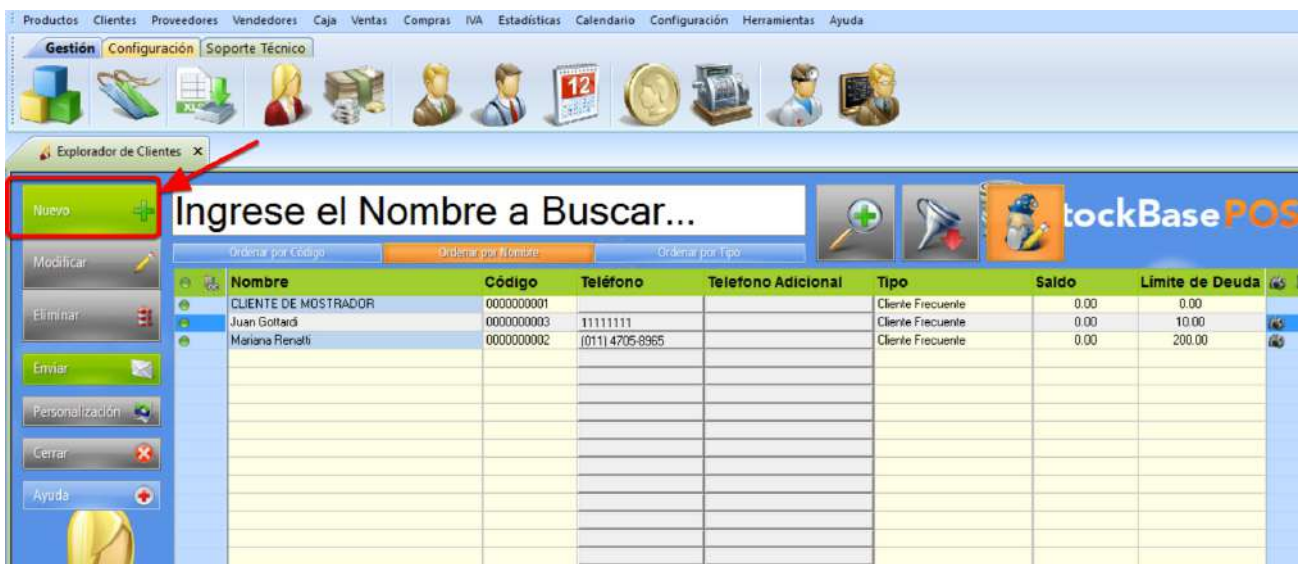 Productos Clientes Proveedores Vendedores Caja Ventas Compras IVA Estadísticas Calendario Configuración Herramientas Ayuda
Gestión Configuración Soporte Técnico
XLS
12
Explorador de Clientes x
Nuevo
Ingrese el Nombre a Buscar...
tockBase POS
Ordenar por Código Ordenar por Nombre Ordenar por Tipo
Modificar
Nombre Código Teléfono Telefono Adicional Tipo Saldo Límite de Deuda
CLIENTE DE MOSTRADOR 0000000001 Cliente Frecuente 0.00 0.00
Eliminar
Juan Gottardi 0000000003 11111111 Cliente Frecuente 0.00 10.00
Mariana Renatti 0000000002 (011) 4705-8965 Cliente Frecuente 0.00 200.00
Enviar
Personalización
Cerrar
Ayuda